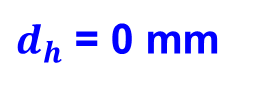 d_h = 0 mm